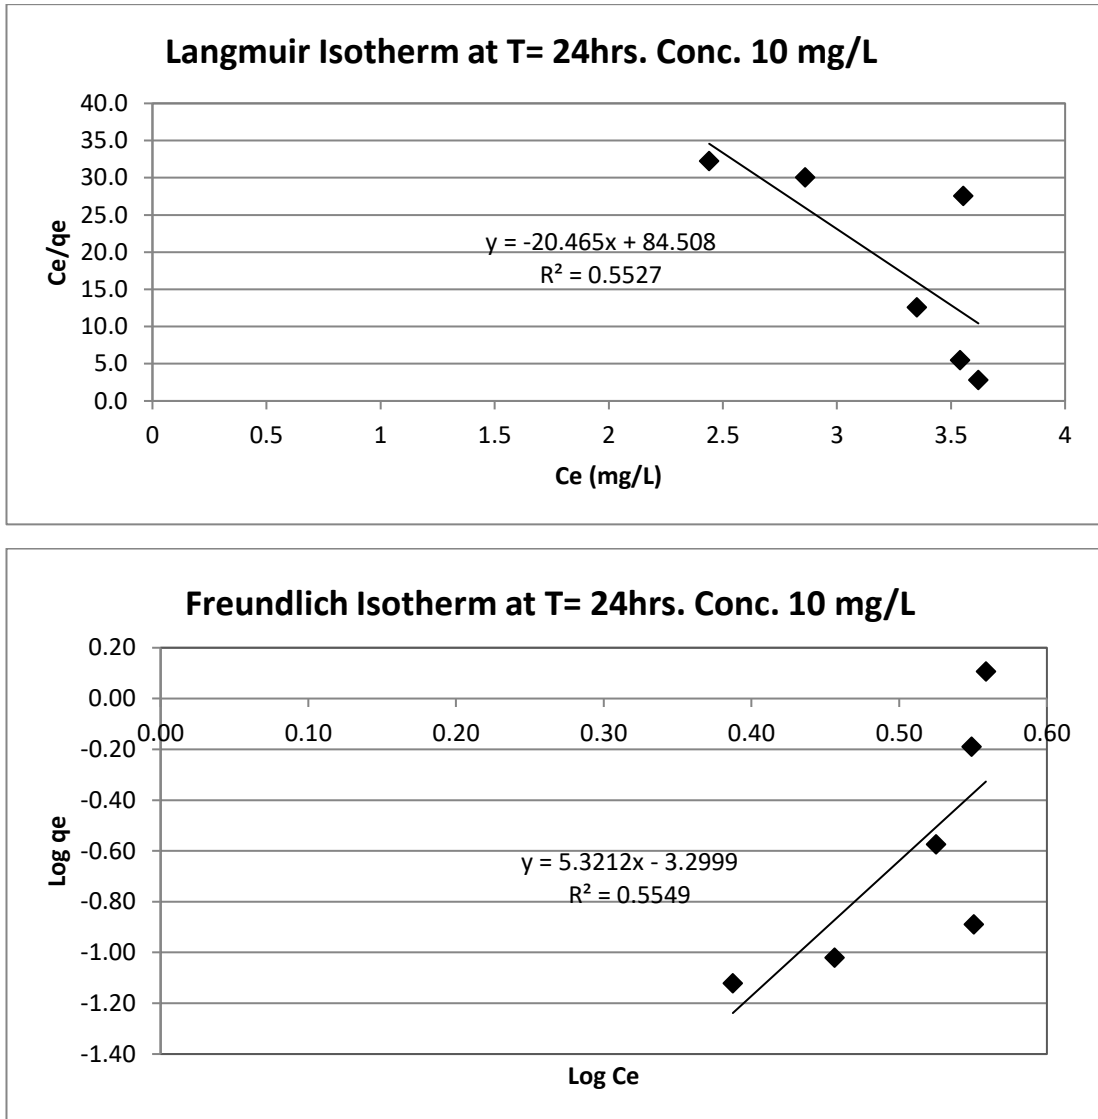 Langmuir Isotherm at T= 24hrs. Conc. 10 mg/L
40.0
35.0
30.0
25.0
20.0
15.0
10.0
5.0
0.0
Ce/qe
y = -20.465x + 84.508
R² = 0.5527
0 0.5 1 1.5 2 2.5 3 3.5 4
Ce (mg/L)
Freundlich Isotherm at T= 24hrs. Conc. 10 mg/L
0.20
0.00
0.00 0.10 0.20 0.30 0.40 0.50 0.60
-0.20
-0.40
-0.60
-0.80
-1.00
-1.20
-1.40
Log qe
y = 5.3212x - 3.2999
R² = 0.5549
Log Ce